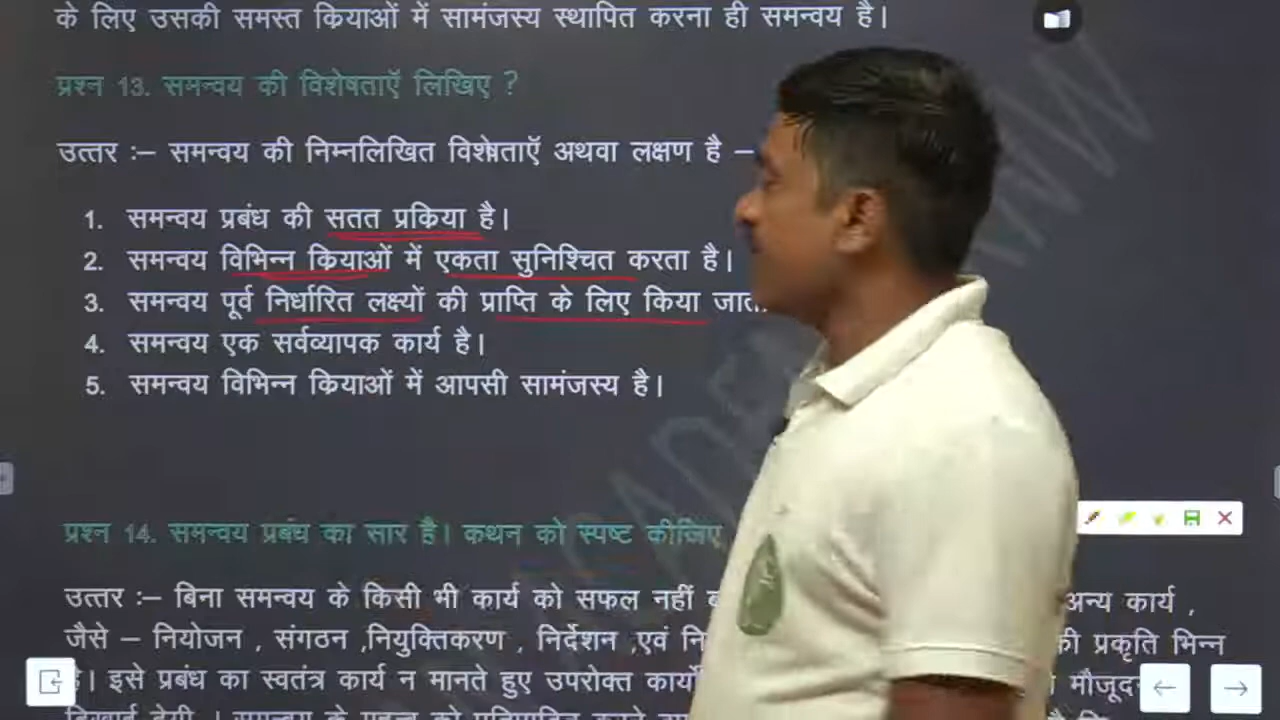 के लिए उसकी समस्त क्रियाओं में सामंजस्य स्थापित करना ही समन्वय है।
प्रश्न 13. समन्वय की विशेषताऍ लिखिए ?
उत्तर :– समन्वय की निम्नलिखित विशेषताऍ अथवा लक्षण है –
1. समन्वय प्रबंध की सतत प्रकिया है।
2. समन्वय विभिन्न क्रियाओं में एकता सुनिश्चित करता है।
3. समन्वय पूर्व निर्धारित लक्ष्यों की प्राप्ति के लिए किया
4. समन्वय एक सर्वव्यापक कार्य है।
5. समन्वय विभिन्न क्रियाओं में आपसी सामंजस्य है।
प्रश्न 14. समन्वय प्रबंध का सार है। कथन को स्पष्ट कीजिए
उत्तर :– बिना समन्वय के किसी भी कार्य को सफल नहीं अन्य कार्य ,
जैसे – नियोजन , संगठन ,नियुक्तिकरण , निर्देशन ,एवं की प्रकृति भिन्न
है। इसे प्रबंध का स्वतंत्र कार्य न मानते हुए उपरोक्त